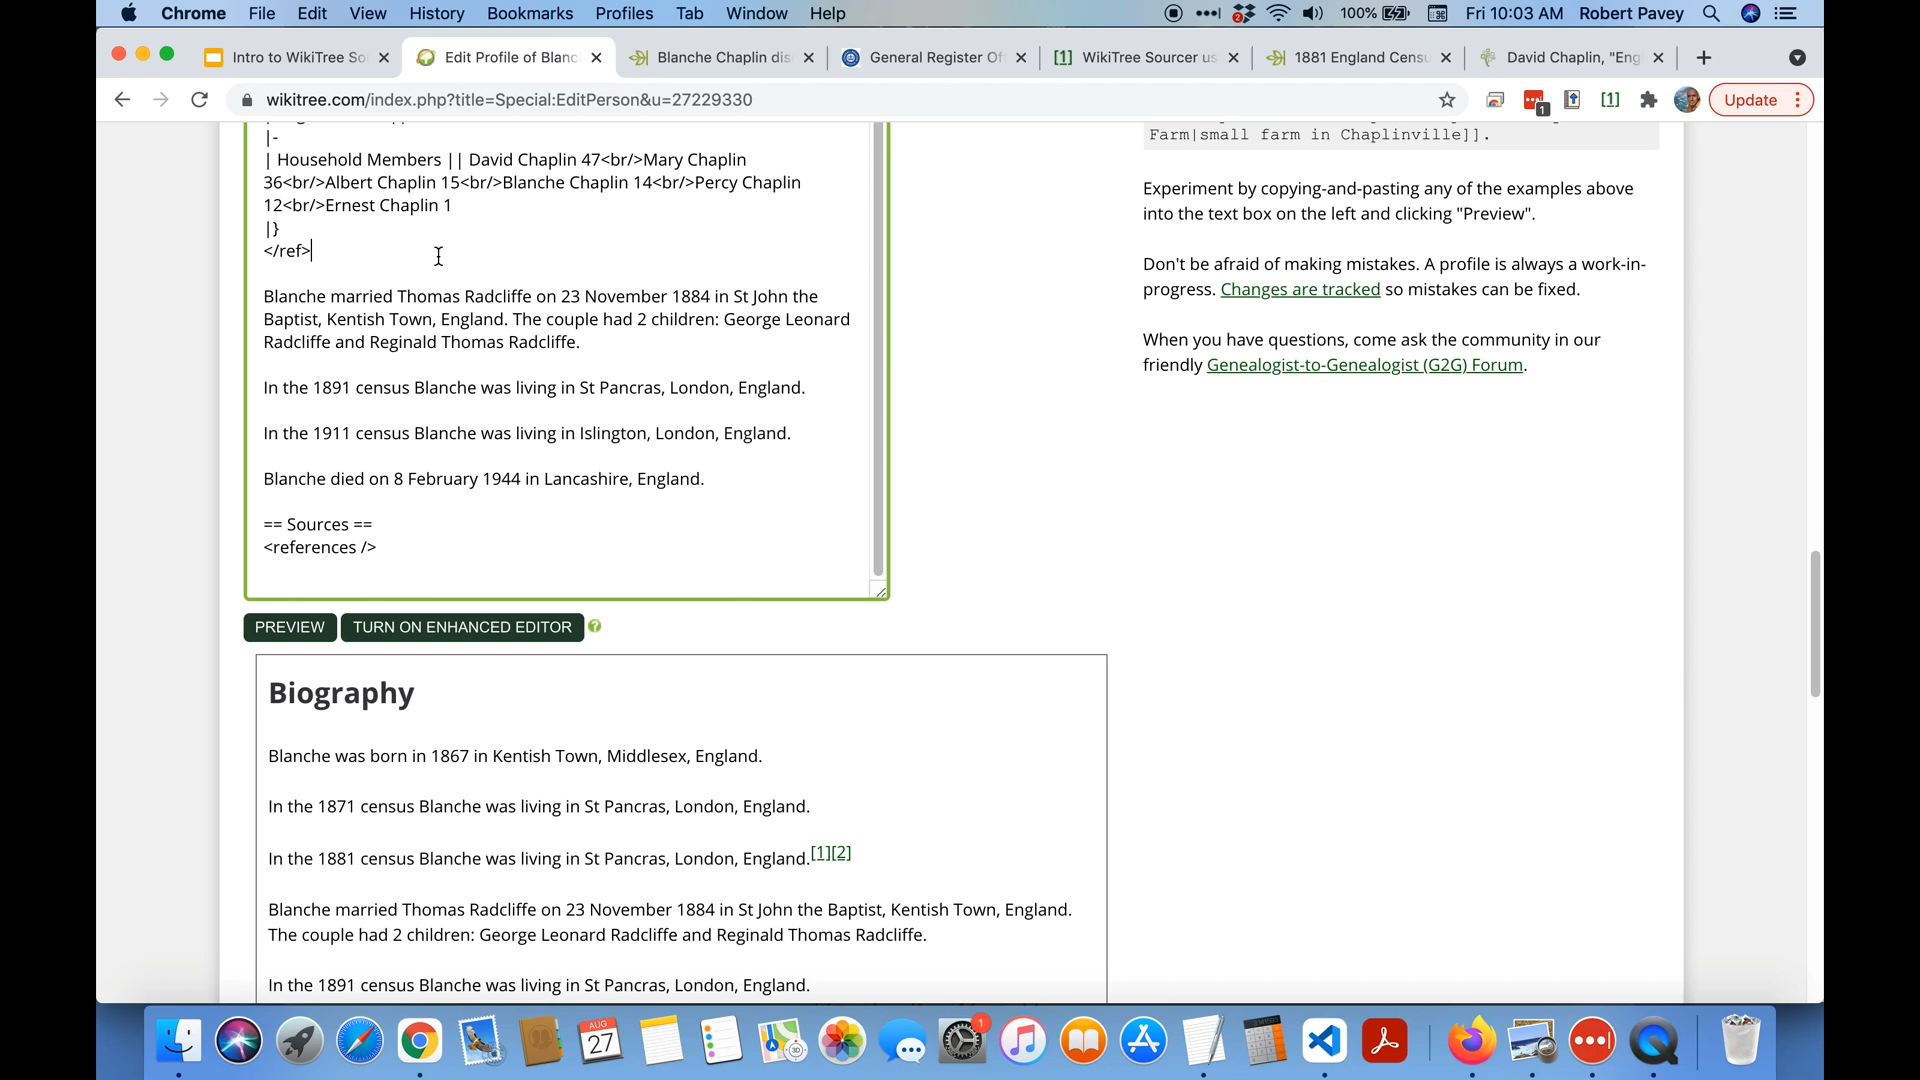 Chrome File Edit View History Bookmarks Profiles Tab Window Help 100% Fri 10:03 AM Robert Pavey
Intro to WikiTree So Edit Profile of Blanc Blanche Chaplin dis General Register Of [1] WikiTree Sourcer us 1881 England Censu David Chaplin, "Eng
wikitree.com/index.php?title=Special:EditPerson&u=27229330 1 [1] Update
|-
| Household Members || David Chaplin 47<br/>Mary Chaplin
36<br/>Albert Chaplin 15<br/>Blanche Chaplin 14<br/>Percy Chaplin
12<br/>Ernest Chaplin 1
|}
</ref>
Blanche married Thomas Radcliffe on 23 November 1884 in St John the
Baptist, Kentish Town, England. The couple had 2 children: George Leonard
Radcliffe and Reginald Thomas Radcliffe.
In the 1891 census Blanche was living in St Pancras, London, England.
In the 1911 census Blanche was living in Islington, London, England.
Blanche died on 8 February 1944 in Lancashire, England.
== Sources ==
<references />
Farm|small farm in Chaplinville]].
Experiment by copying-and-pasting any of the examples above
into the text box on the left and clicking "Preview".
Don't be afraid of making mistakes. A profile is always a work-in-
progress. Changes are tracked so mistakes can be fixed.
When you have questions, come ask the community in our
friendly Genealogist-to-Genealogist (G2G) Forum.
PREVIEW TURN ON ENHANCED EDITOR ?
Biography
Blanche was born in 1867 in Kentish Town, Middlesex, England.
In the 1871 census Blanche was living in St Pancras, London, England.
In the 1881 census Blanche was living in St Pancras, London, England.[1][2]
Blanche married Thomas Radcliffe on 23 November 1884 in St John the Baptist, Kentish Town, England.
The couple had 2 children: George Leonard Radcliffe and Reginald Thomas Radcliffe.
In the 1891 census Blanche was living in St Pancras, London, England.
AUG
27
3D
1